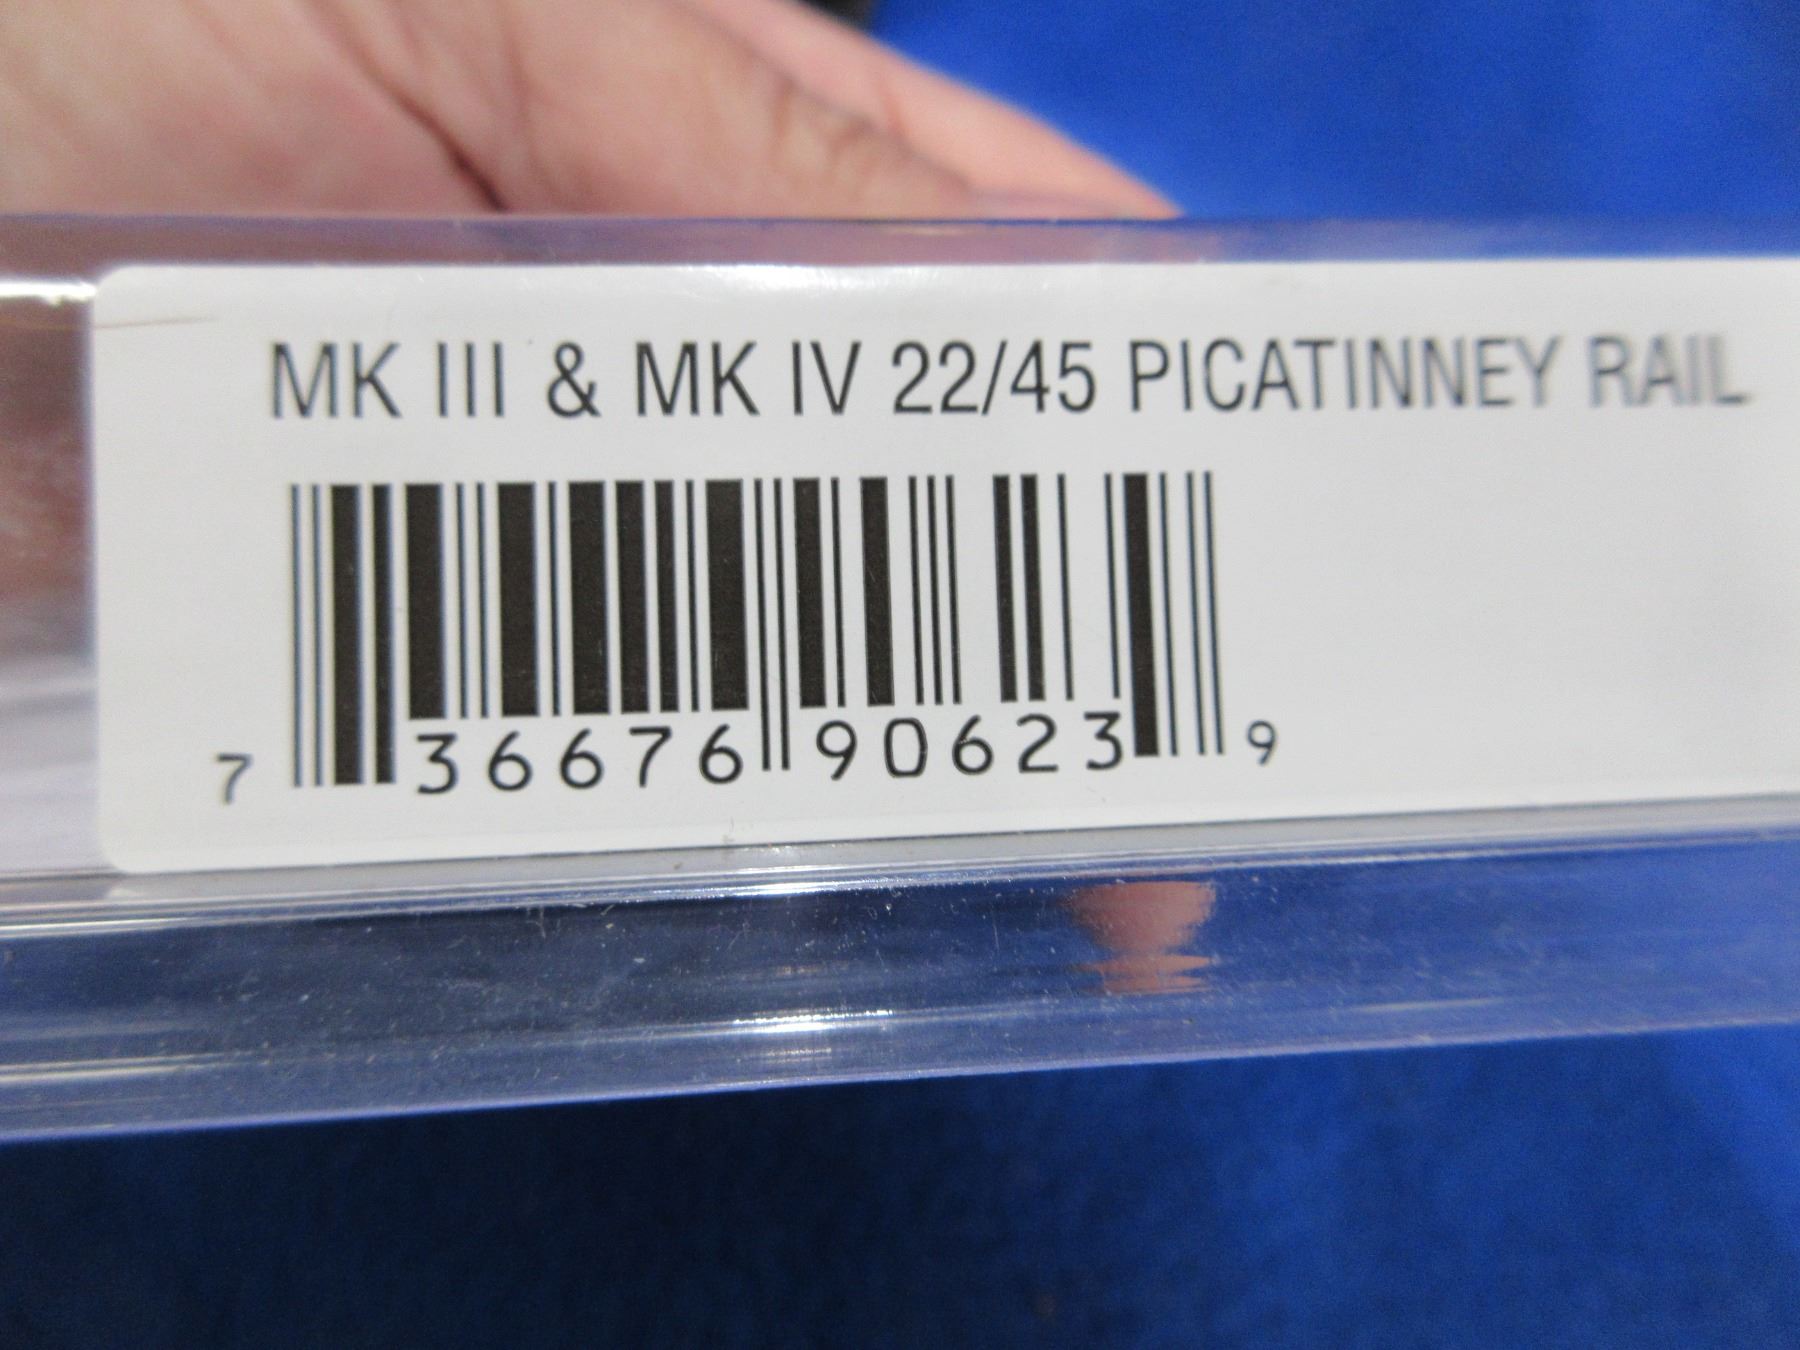 MK III & MK IV 22/45 PICATINNEY RAIL
7 36676 90623 9